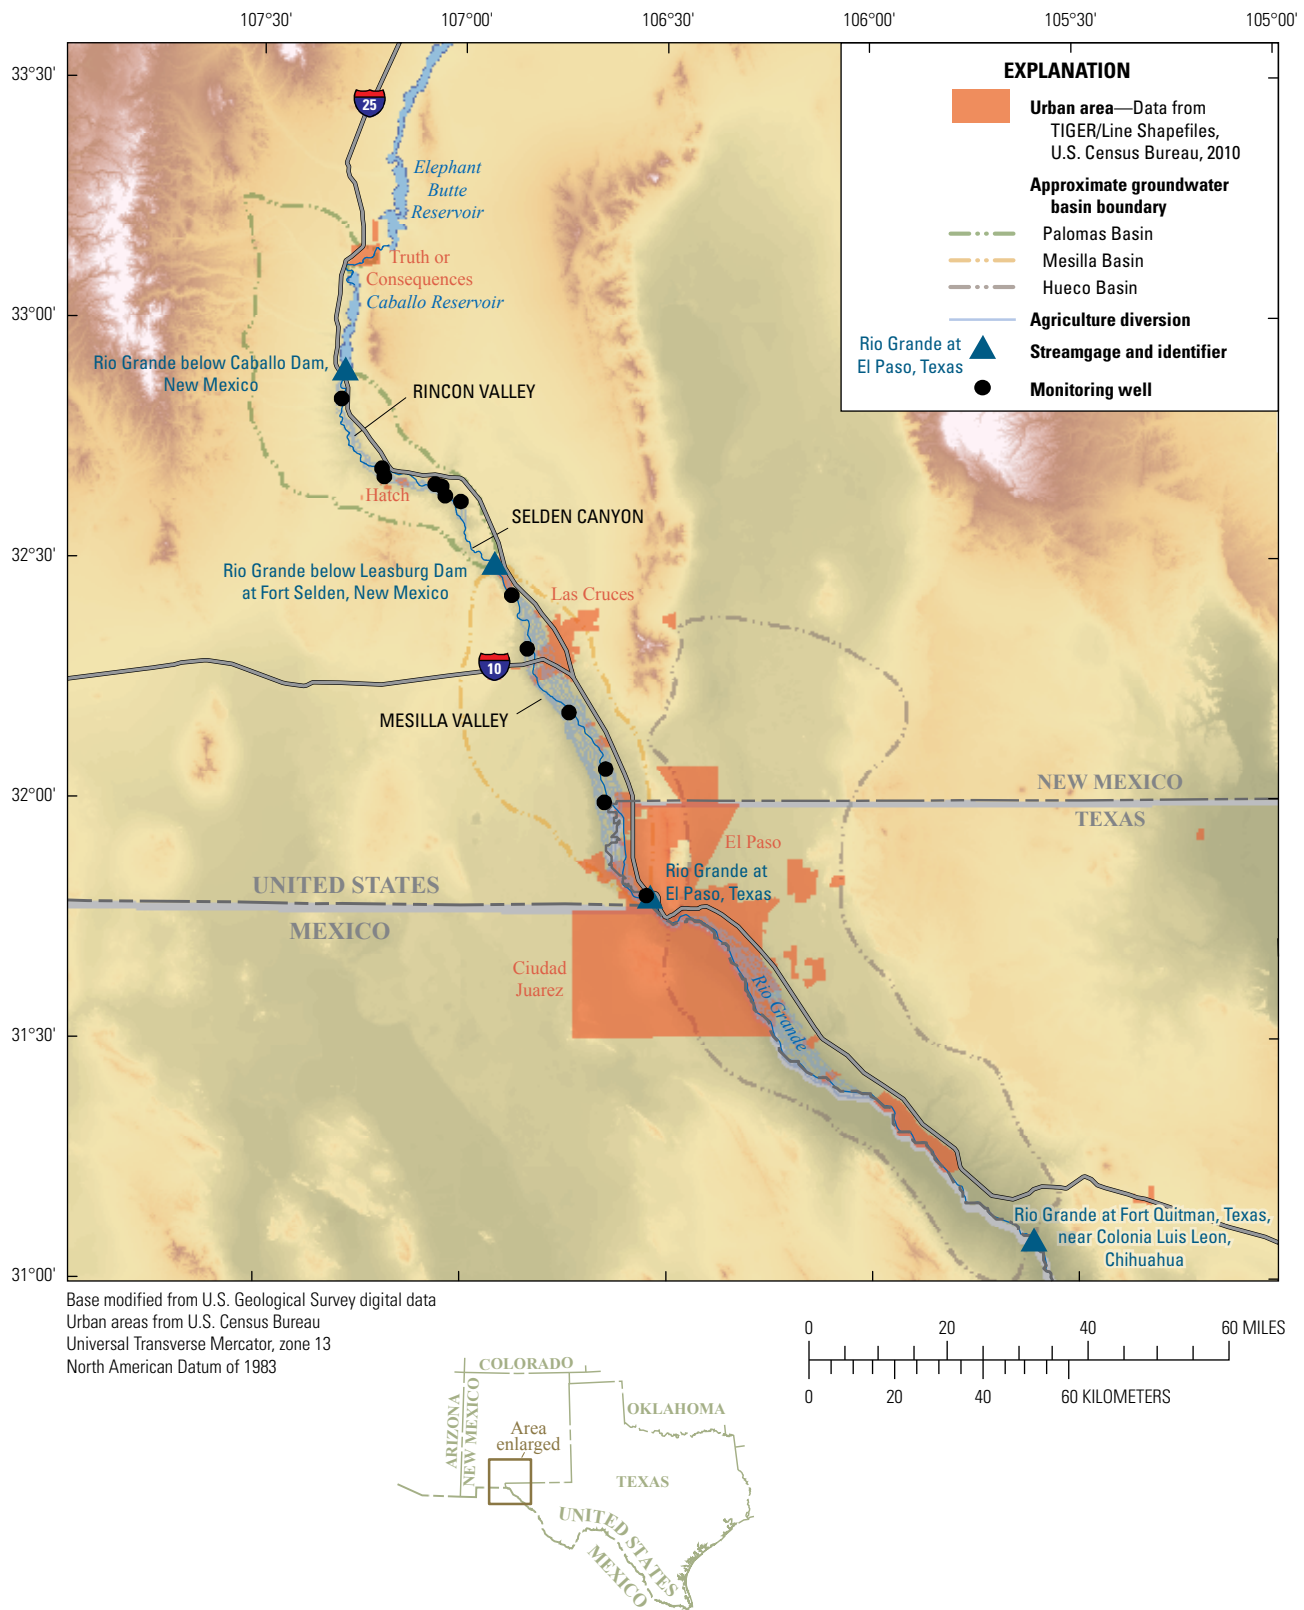 107°30' 107°00' 106°30' 106°00' 105°30' 105°00'
33°30'
33°00'
32°30'
32°00'
31°30'
31°00'
EXPLANATION
Urban area—Data from
TIGER/Line Shapefiles,
U.S. Census Bureau, 2010
Approximate groundwater
basin boundary
Palomas Basin
Mesilla Basin
Hueco Basin
Agriculture diversion
Rio Grande at
El Paso, Texas
Streamgage and identifier
Monitoring well
25
Elephant
Butte
Reservoir
Truth or
Consequences
Caballo Reservoir
Rio Grande below Caballo Dam,
New Mexico
RINCON VALLEY
Hatch
SELDEN CANYON
Rio Grande below Leasburg Dam
at Fort Selden, New Mexico
Las Cruces
10
MESILLA VALLEY
NEW MEXICO
TEXAS
El Paso
Rio Grande at
El Paso, Texas
UNITED STATES
MEXICO
Ciudad
Juarez
Rio Grande
Rio Grande at Fort Quitman, Texas,
near Colonia Luis Leon,
Chihuahua
Base modified from U.S. Geological Survey digital data
Urban areas from U.S. Census Bureau
Universal Transverse Mercator, zone 13
North American Datum of 1983
0 20 40 60 MILES
0 20 40 60 KILOMETERS
COLORADO
ARIZONA
NEW MEXICO
OKLAHOMA
Area
enlarged
TEXAS
UNITED STATES
MEXICO